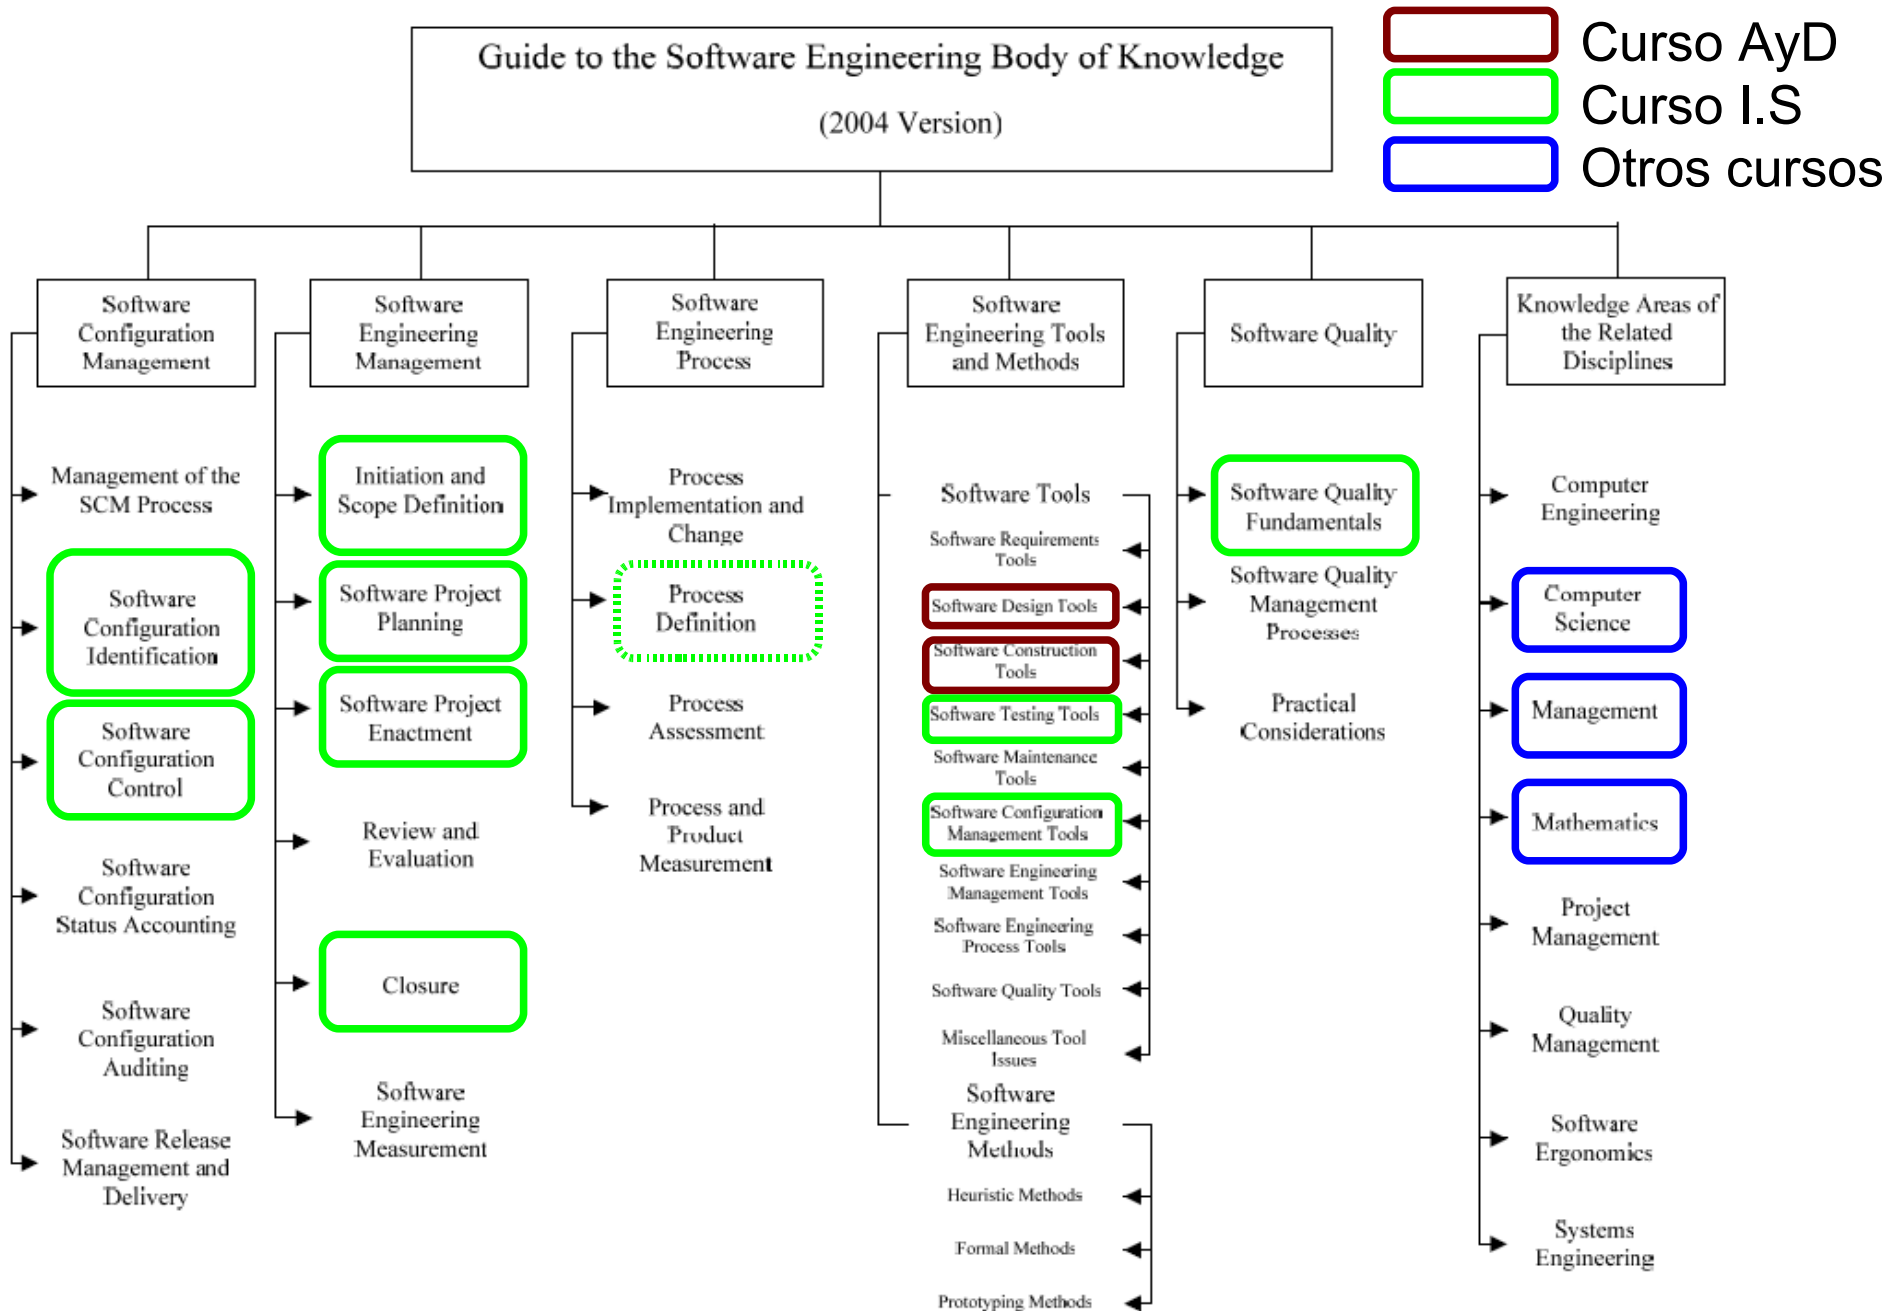 Guide to the Software Engineering Body of Knowledge
(2004 Version)
Curso AyD
Curso I.S
Otros cursos
Software
Configuration
Management
Management of the
SCM Process
Software
Configuration
Identification
Software
Configuration
Control
Software
Configuration
Status Accounting
Software
Configuration
Auditing
Software Release
Management and
Delivery
Software
Engineering
Management
Initiation and
Scope Definition
Software Project
Planning
Software Project
Enactment
Review and
Evaluation
Closure
Software
Engineering
Measurement
Software
Engineering
Process
Process
Implementation and
Change
Process
Definition
Process
Assessment
Process and
Product
Measurement
Software
Engineering Tools
and Methods
Software Tools
Software Requirements
Tools
Software Design Tools
Software Construction
Tools
Software Testing Tools
Software Maintenance
Tools
Software Configuration
Management Tools
Software Engineering
Management Tools
Software Engineering
Process Tools
Software Quality Tools
Miscellaneous Tool
Issues
Software
Engineering
Methods
Heuristic Methods
Formal Methods
Prototyping Methods
Software Quality
Software Quality
Fundamentals
Software Quality
Management
Processes
Practical
Considerations
Knowledge Areas of
the Related
Disciplines
Computer
Engineering
Computer
Science
Management
Mathematics
Project
Management
Quality
Management
Software
Ergonomics
Systems
Engineering